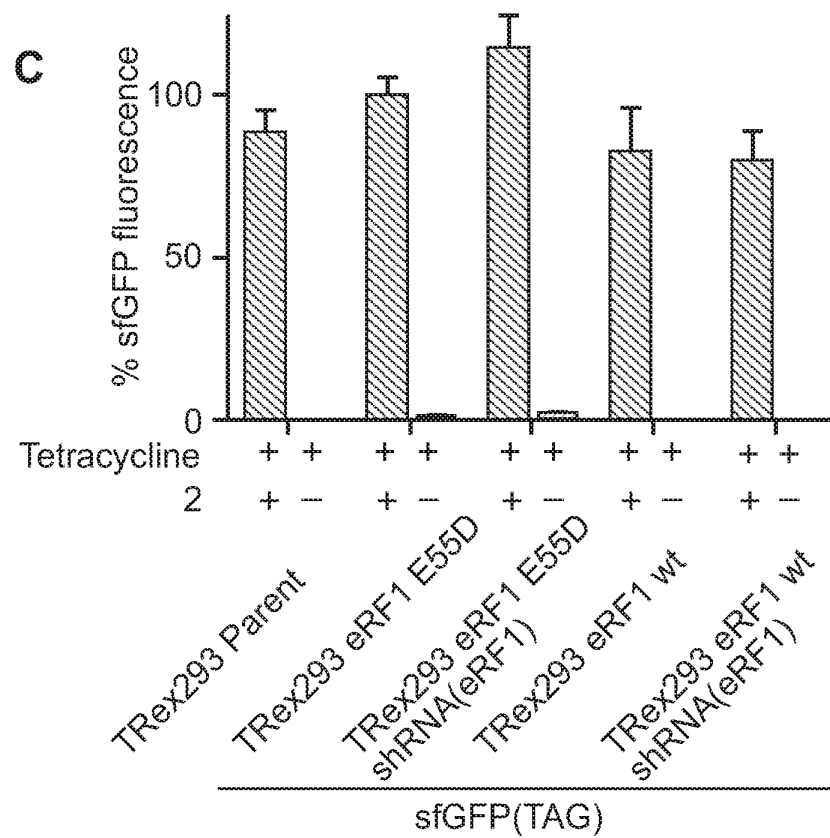 C
% sfGFP fluorescence
100
50
0
Tetracycline + + + + + + + + + +
2 + – + – + – + – + –
TRex293 Parent
TRex293 eRF1 E55D
TRex293 eRF1 E55D
shRNA(eRF1)
TRex293 eRF1 wt
TRex293 eRF1 wt
shRNA(eRF1)
sfGFP(TAG)